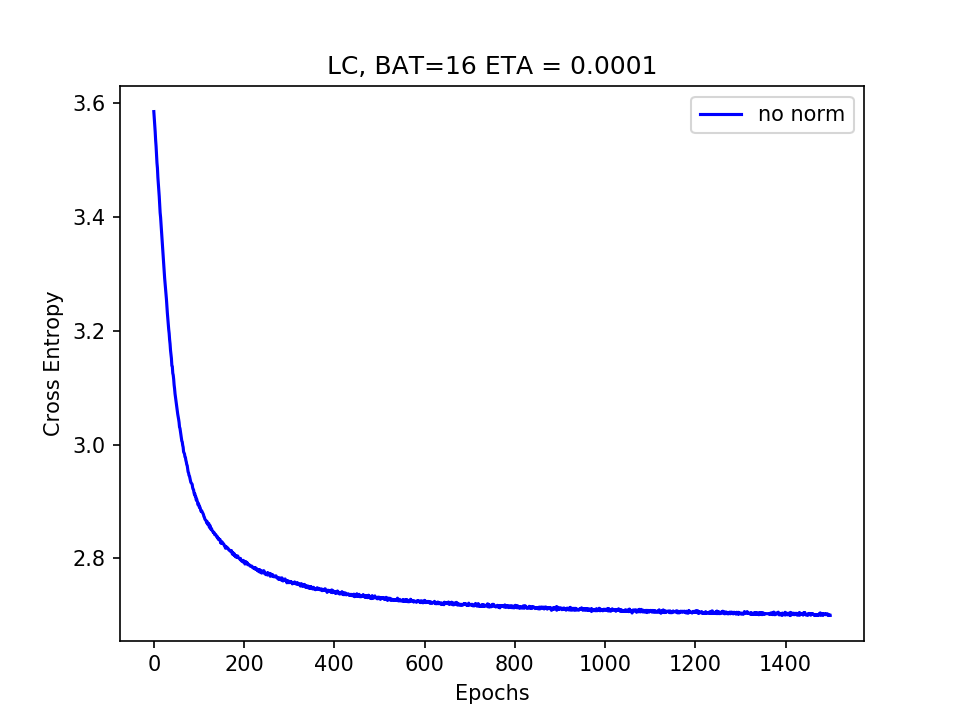 LC, BAT=16 ETA = 0.0001
no norm
3.6
3.4
3.2
3.0
2.8
Cross Entropy
0 200 400 600 800 1000 1200 1400
Epochs